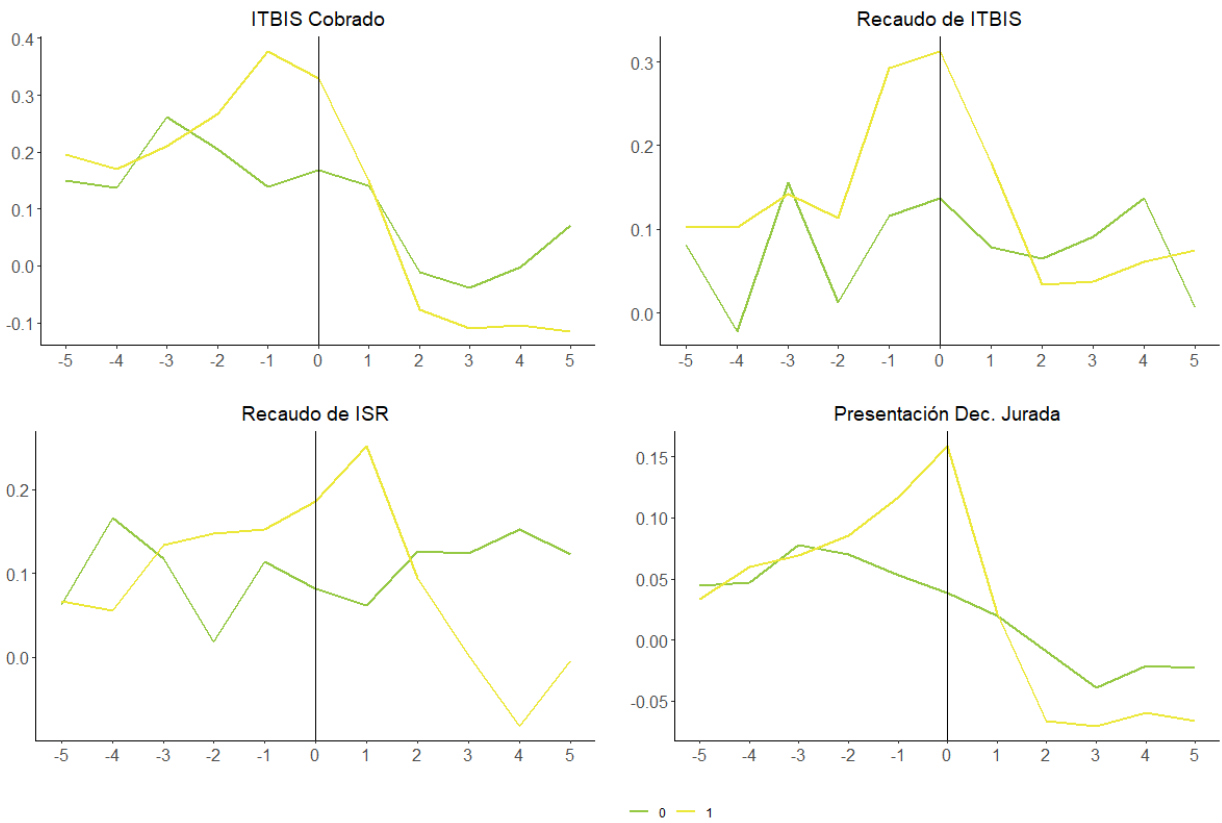 ITBIS Cobrado
0.4
0.3
0.2
0.1
0.0
-0.1
-5 -4 -3 -2 -1 0 1 2 3 4 5
Recaudo de ITBIS
0.3
0.2
0.1
0.0
-5 -4 -3 -2 -1 0 1 2 3 4 5
Recaudo de ISR
0.2
0.1
0.0
-5 -4 -3 -2 -1 0 1 2 3 4 5
Presentación Dec. Jurada
0.15
0.10
0.05
0.00
-0.05
-5 -4 -3 -2 -1 0 1 2 3 4 5
0 1